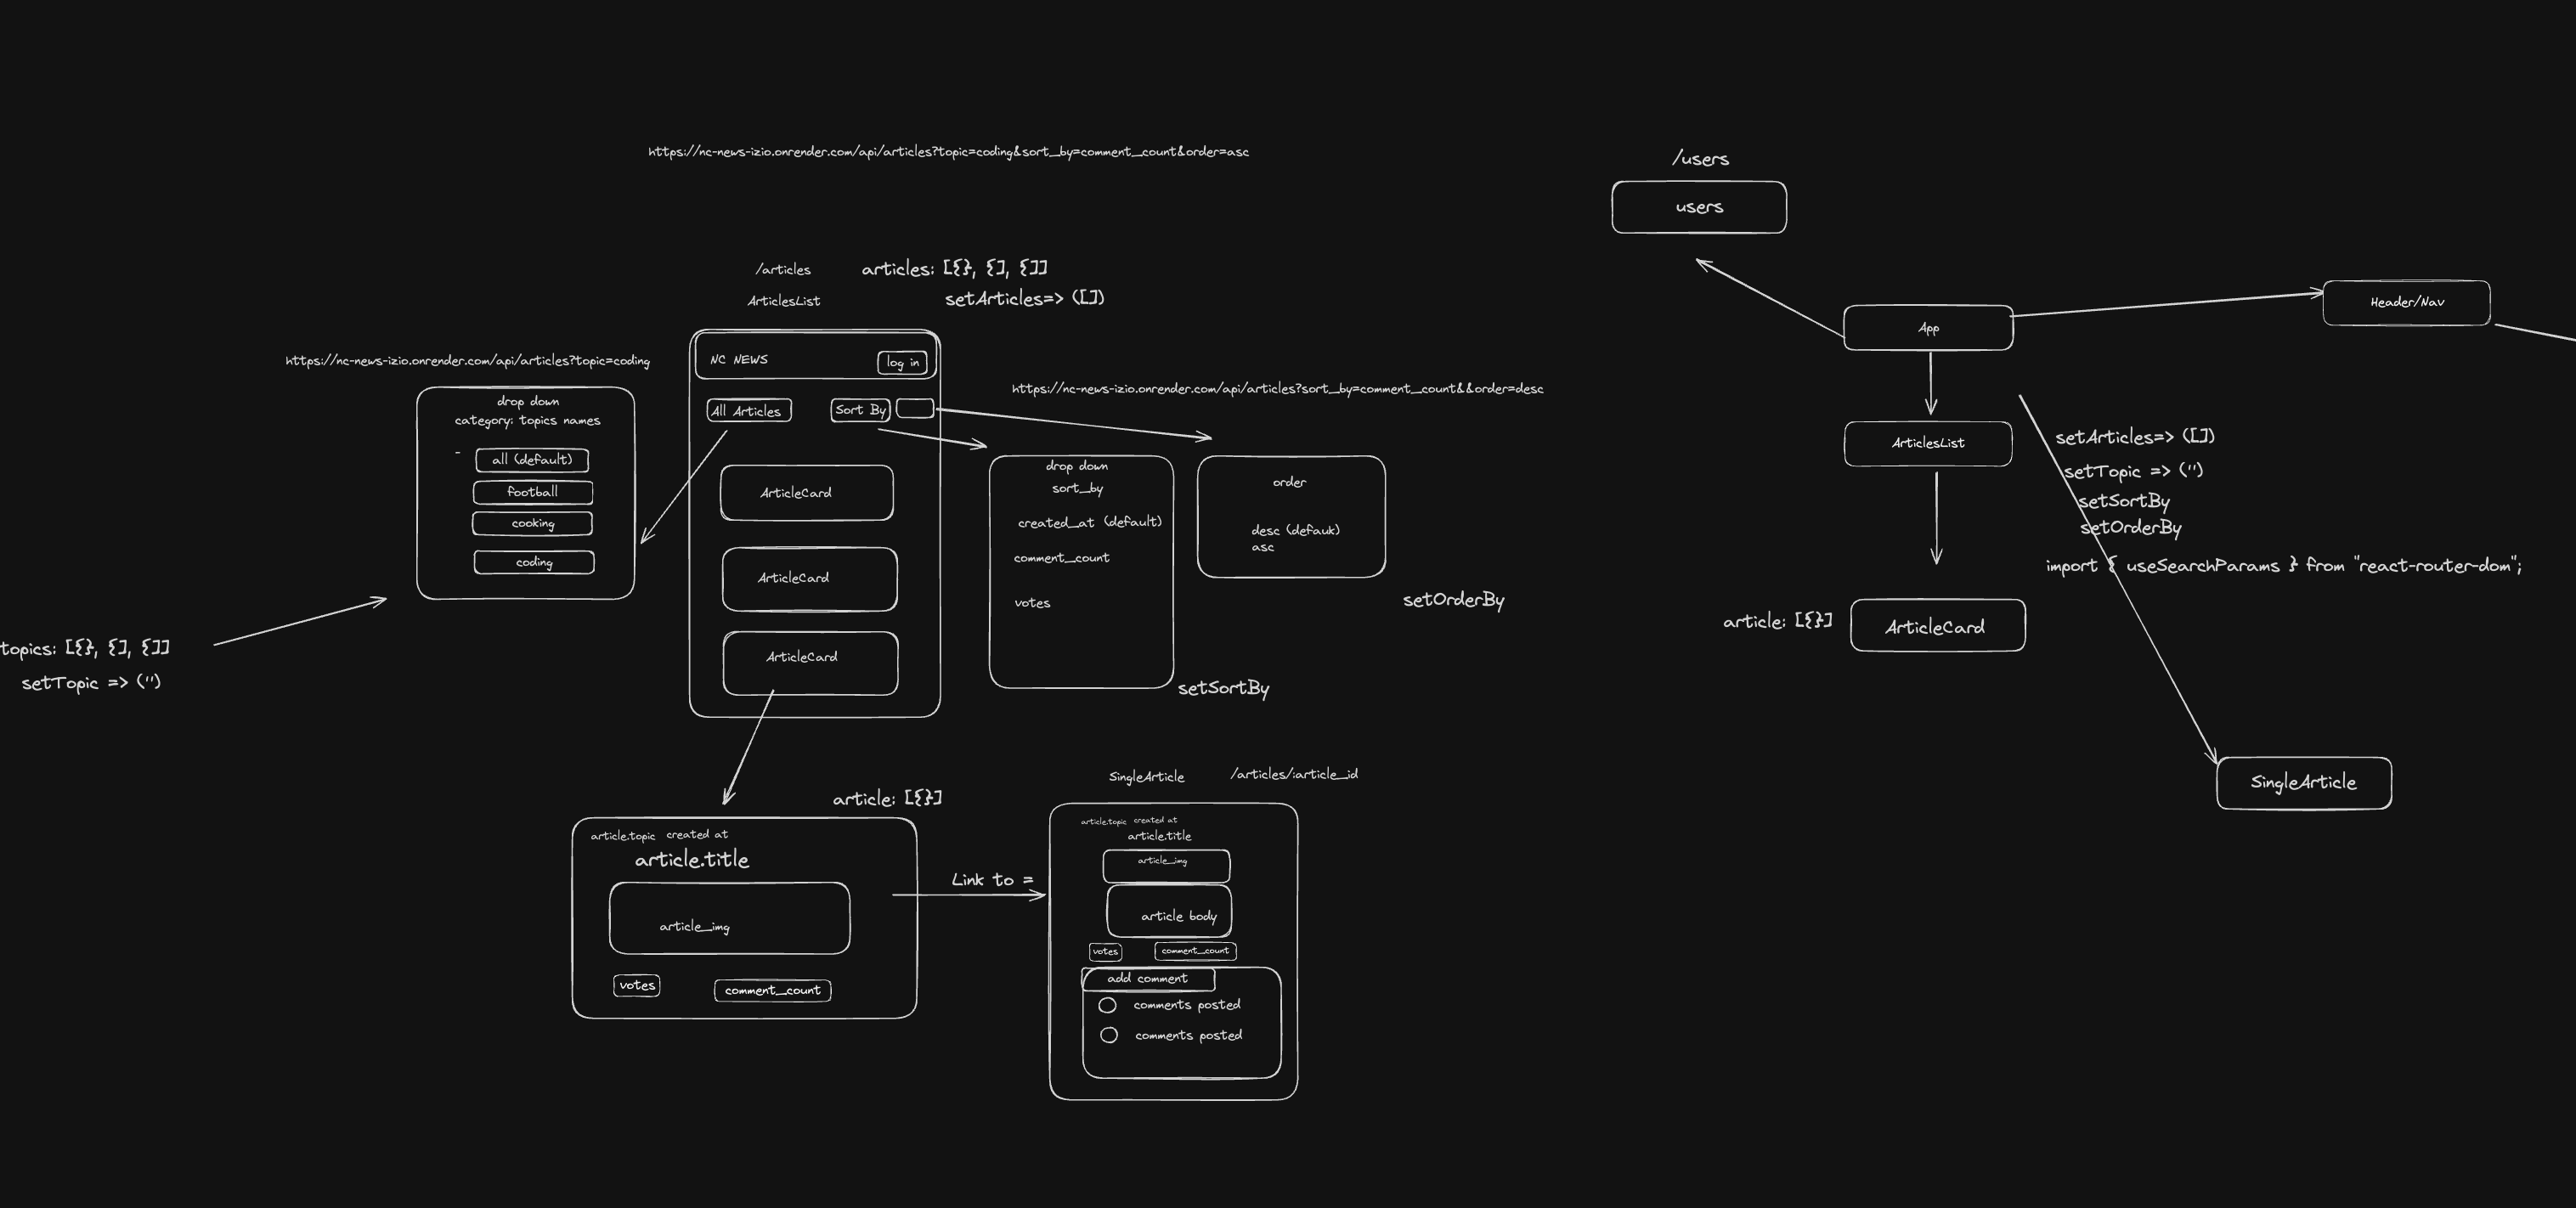 https://nc-news-izio.onrender.com/api/articles?topic=coding&sort_by=comment_count&order=asc
/articles
articles: [{}, {], {]]
ArticlesList
setArticles=> ([])
https://nc-news-izio.onrender.com/api/articles?topic=coding
drop down
category: topics names
-
all (default)
football
cooking
coding
topics: [{}, {], {]]
setTopic => ('')
NC NEWS
log in
All Articles
Sort By
ArticleCard
ArticleCard
ArticleCard
https://nc-news-izio.onrender.com/api/articles?sort_by=comment_count&&order=desc
drop down
sort_by
created_at (default)
comment_count
votes
setSortBy
order
desc (defauk)
asc
setOrderBy
article: [{}]
article.topic created at
article.title
article_img
votes
comment_count
Link to =
SingleArticle
/articles/:article_id
article.topic created at
article.title
article_img
article body
votes
comment_count
add comment
comments posted
comments posted
/users
users
App
Header/Nav
ArticlesList
setArticles=> ([])
setTopic => ('')
setSortBy
setOrderBy
import { useSearchParams } from "react-router-dom";
article: [{}]
ArticleCard
SingleArticle